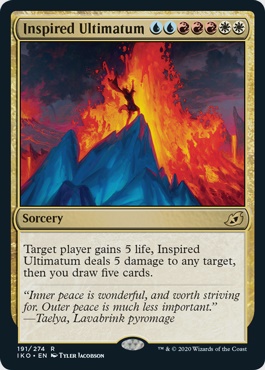 Inspired Ultimatum
Sorcery
Target player gains 5 life, Inspired
Ultimatum deals 5 damage to any target,
then you draw five cards.
"Inner peace is wonderful, and worth striving
for. Outer peace is much less important."
—Taelya, Lavabrink pyromage
191/274 R
IKO • EN TYLER JACOBSON
™ & © 2020 Wizards of the Coast